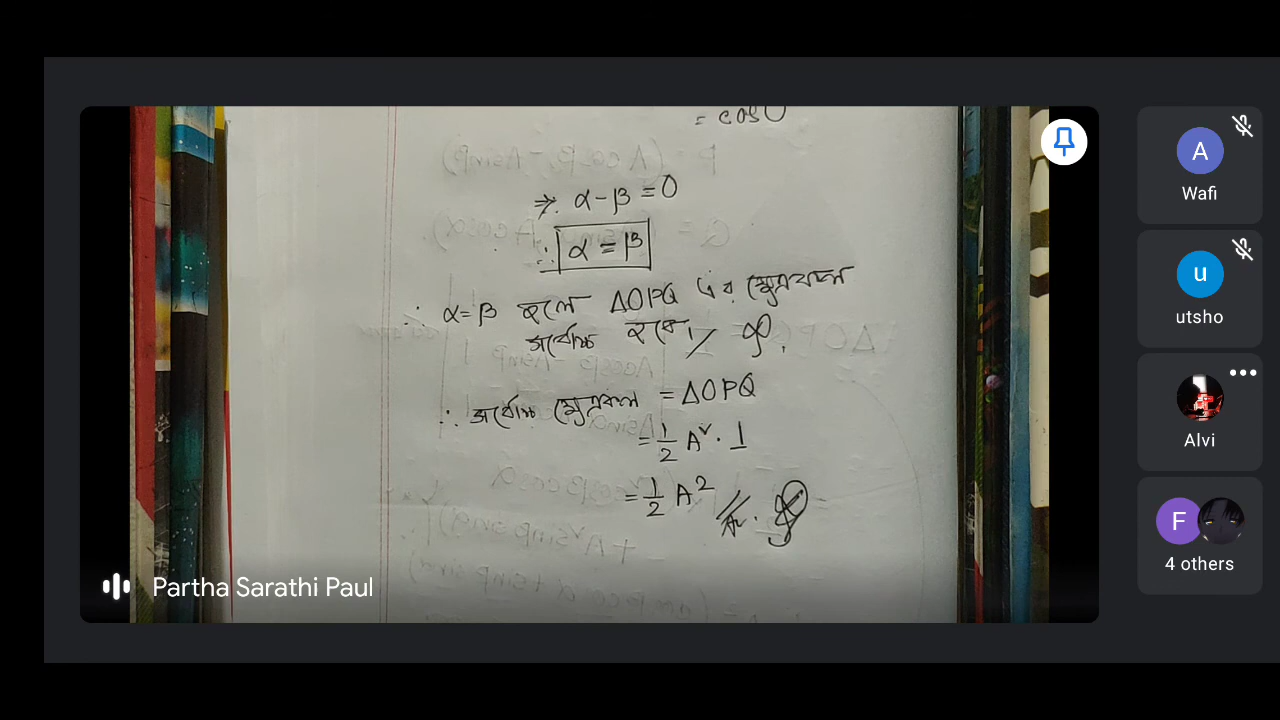 = cos0
⇒ α-β = 0
∴ α = β
∴ α=β হলে ΔOPQ এর ক্ষেত্রফল
সর্বোচ্চ হবে।
∴ সর্বোচ্চ ক্ষেত্রফল = ΔOPQ
= 1/2 A² · 1
= 1/2 A²
Partha Sarathi Paul
A
Wafi
u
utsho
Alvi
F
4 others